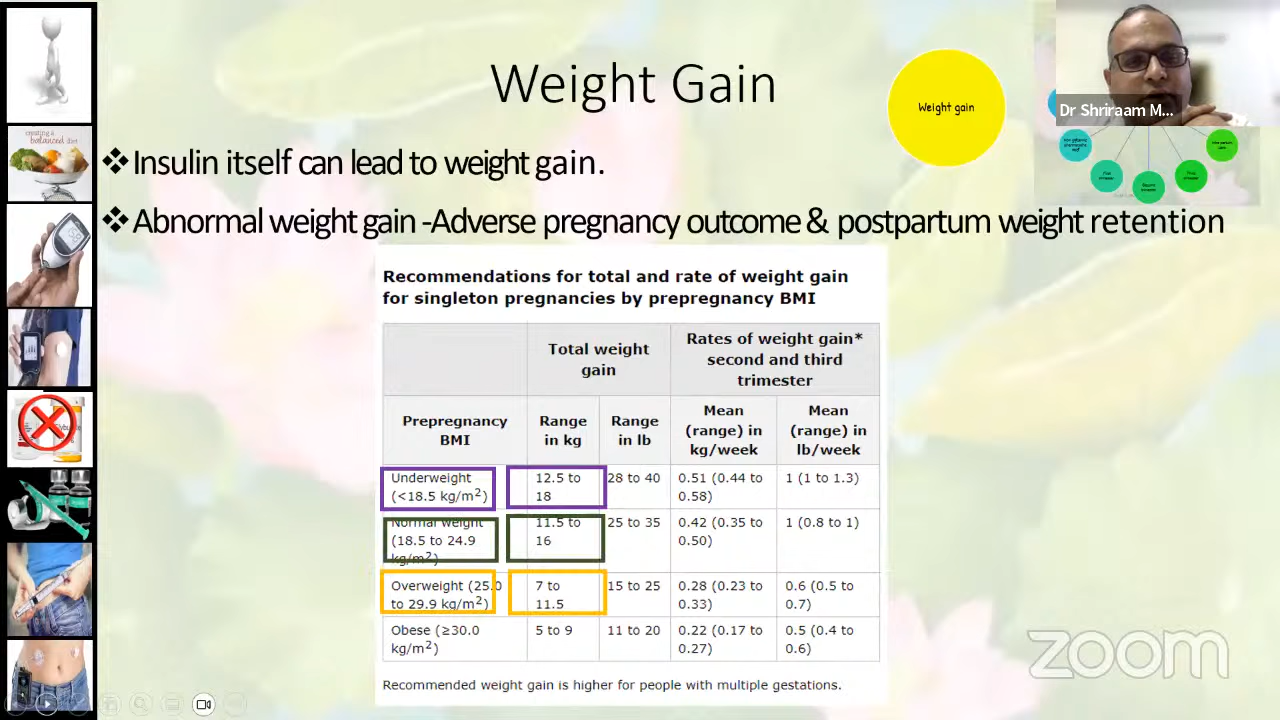 Weight Gain
Weight gain
Dr Shriraam M...
creating a
balanced diet
❖Insulin itself can lead to weight gain.
❖Abnormal weight gain -Adverse pregnancy outcome & postpartum weight retention
Recommendations for total and rate of weight gain
for singleton pregnancies by prepregnancy BMI
Total weight
gain
Rates of weight gain*
second and third
trimester
Prepregnancy
BMI
Range
in kg
Range
in lb
Mean
(range) in
kg/week
Mean
(range) in
lb/week
Underweight
(<18.5 kg/m²)
12.5 to
18
28 to 40
0.51 (0.44 to
0.58)
1 (1 to 1.3)
Normal weight
(18.5 to 24.9
kg/m²)
11.5 to
16
25 to 35
0.42 (0.35 to
0.50)
1 (0.8 to 1)
Overweight (25.0
to 29.9 kg/m²)
7 to
11.5
15 to 25
0.28 (0.23 to
0.33)
0.6 (0.5 to
0.7)
Obese (≥30.0
kg/m²)
5 to 9
11 to 20
0.22 (0.17 to
0.27)
0.5 (0.4 to
0.6)
Recommended weight gain is higher for people with multiple gestations.
zoom